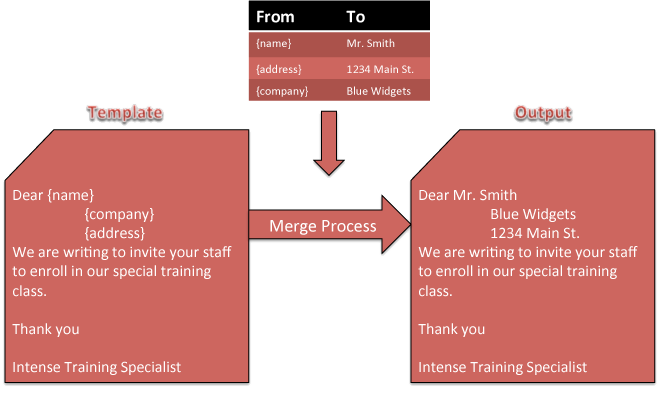 From To
{name} Mr. Smith
{address} 1234 Main St.
{company} Blue Widgets
Template
Dear {name}
{company}
{address}
We are writing to invite your staff
to enroll in our special training
class.
Thank you
Intense Training Specialist
Merge Process
Output
Dear Mr. Smith
Blue Widgets
1234 Main St.
We are writing to invite your staff
to enroll in our special training
class.
Thank you
Intense Training Specialist